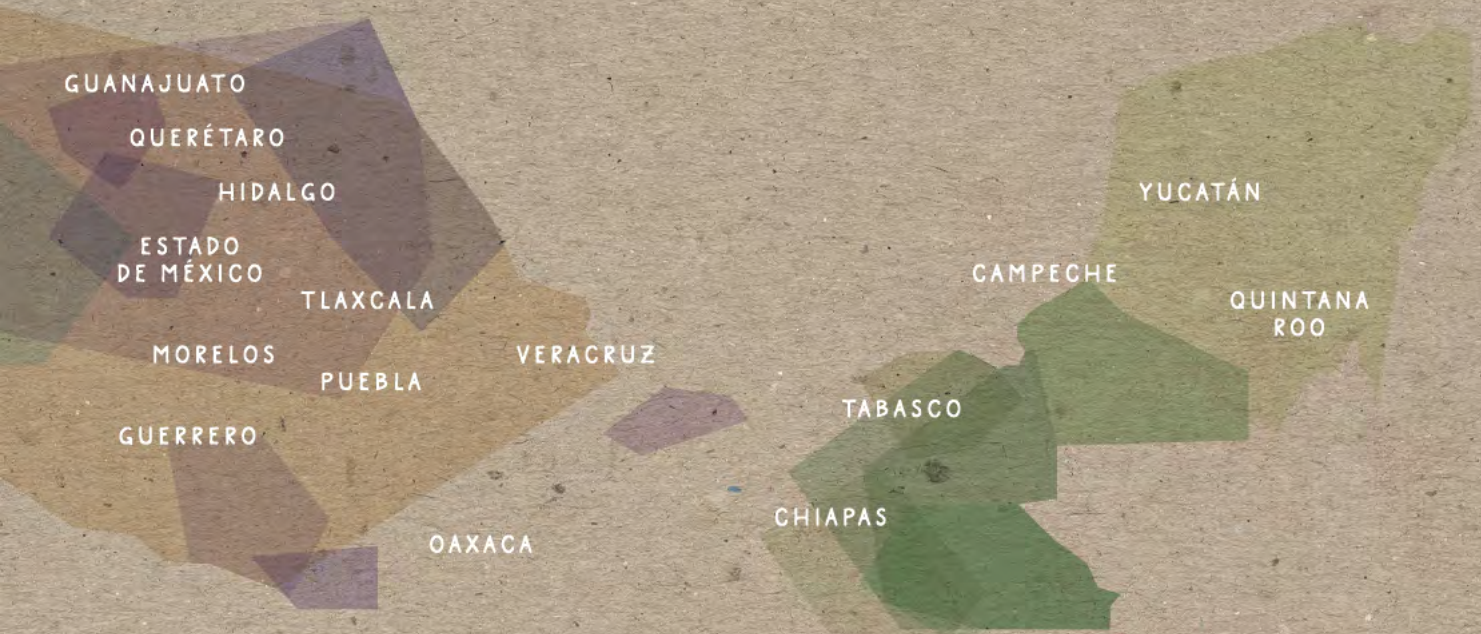 GUANAJUATO
QUERÉTARO
HIDALGO
YUCATÁN
ESTADO
DE MÉXICO
CAMPECHE
TLAXCALA
QUINTANA
ROO
MORELOS
VERACRUZ
PUEBLA
TABASCO
GUERRERO
CHIAPAS
OAXACA